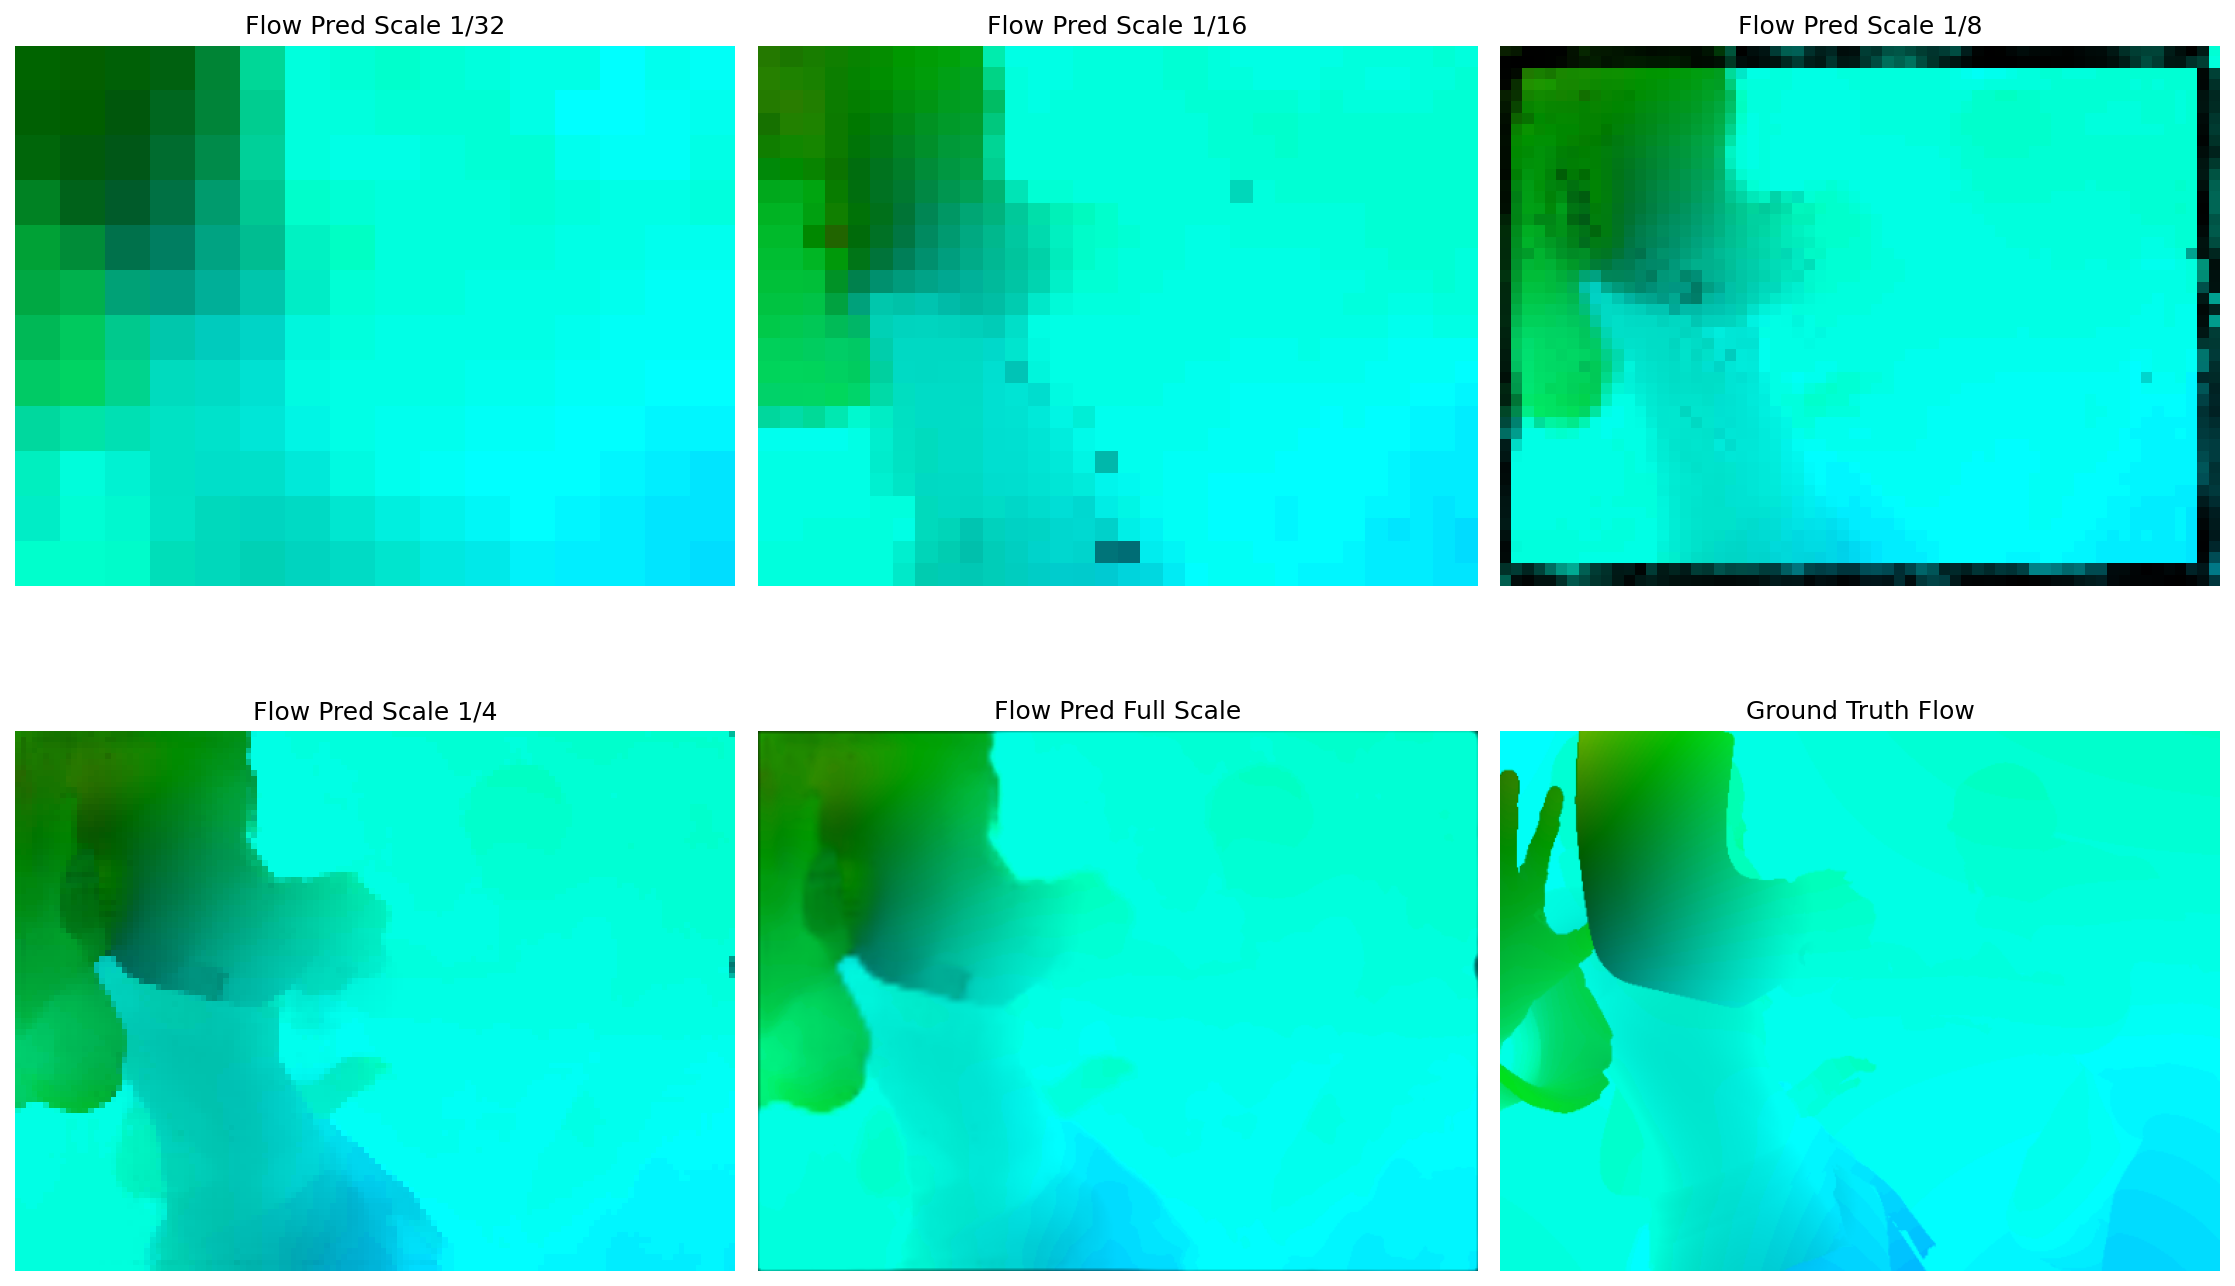 Flow Pred Scale 1/32
Flow Pred Scale 1/16
Flow Pred Scale 1/8
Flow Pred Scale 1/4
Flow Pred Full Scale
Ground Truth Flow